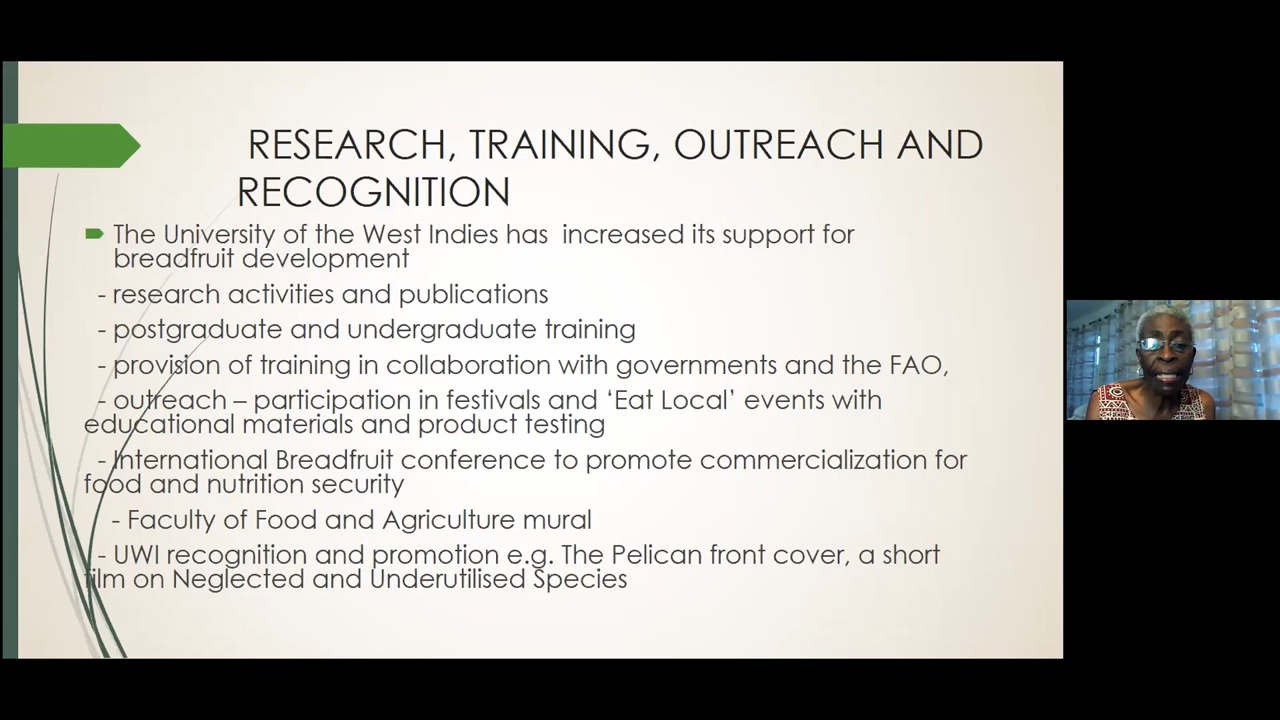 RESEARCH, TRAINING, OUTREACH AND
RECOGNITION
The University of the West Indies has increased its support for
breadfruit development
- research activities and publications
- postgraduate and undergraduate training
- provision of training in collaboration with governments and the FAO,
- outreach – participation in festivals and ‘Eat Local’ events with
educational materials and product testing
- International Breadfruit conference to promote commercialization for
food and nutrition security
- Faculty of Food and Agriculture mural
- UWI recognition and promotion e.g. The Pelican front cover, a short
film on Neglected and Underutilised Species